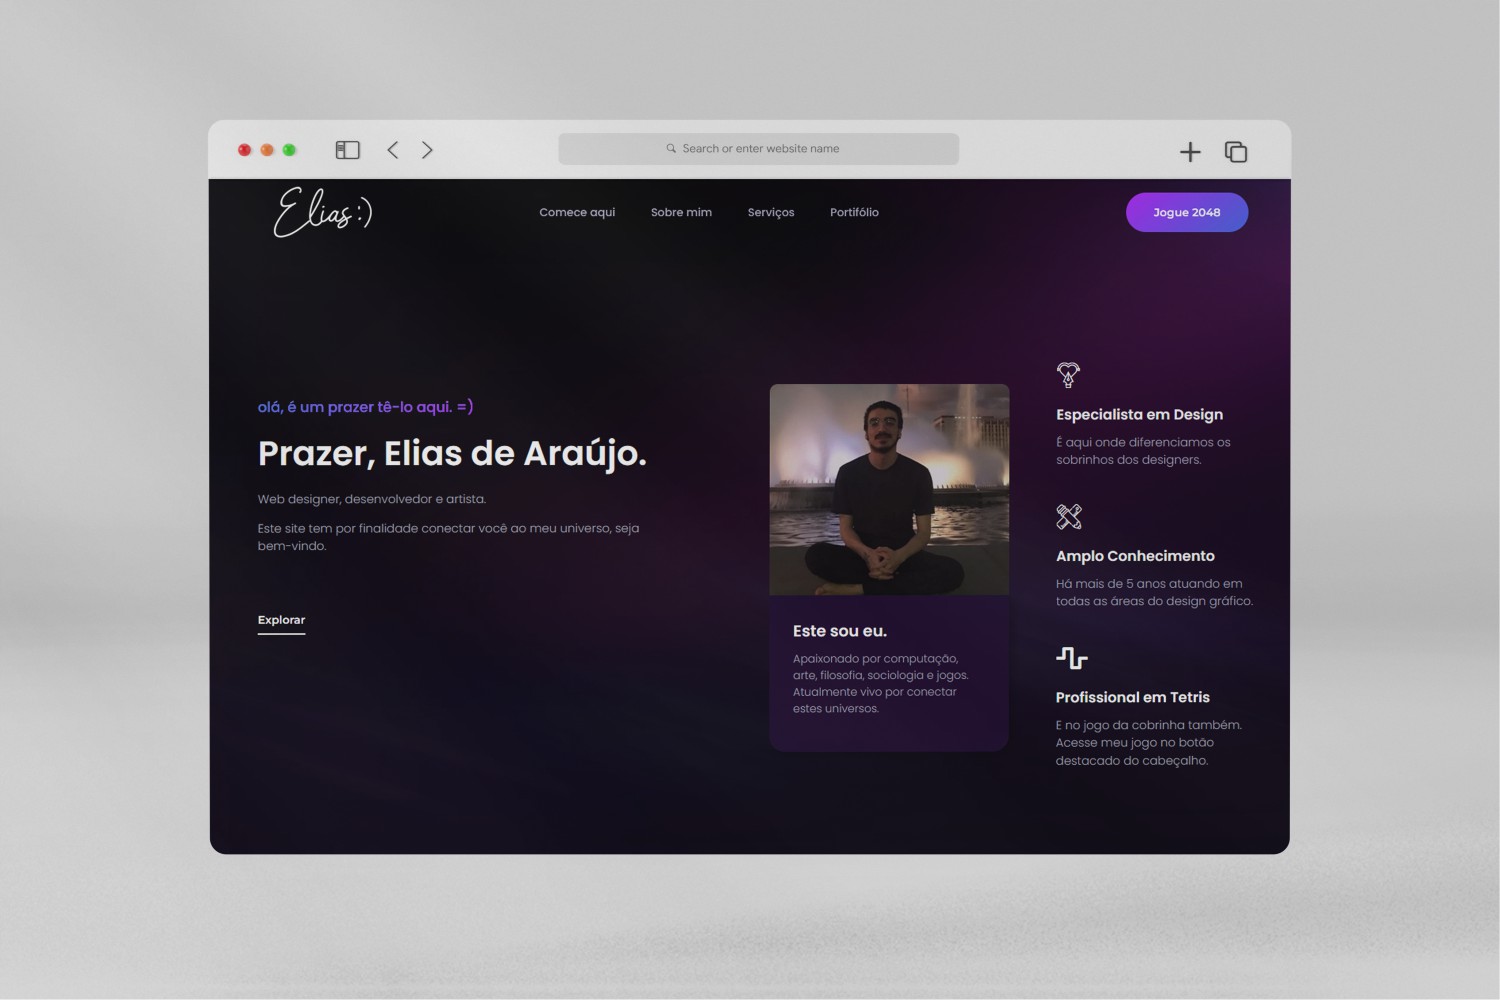 Search or enter website name
Elias :)
Comece aqui
Sobre mim
Serviços
Portifólio
Jogue 2048
olá, é um prazer tê-lo aqui. =)
Prazer, Elias de Araújo.
Web designer, desenvolvedor e artista.
Este site tem por finalidade conectar você ao meu universo, seja
bem-vindo.
Explorar
Este sou eu.
Apaixonado por computação,
arte, filosofia, sociologia e jogos.
Atualmente vivo por conectar
estes universos.
Especialista em Design
É aqui onde diferenciamos os
sobrinhos dos designers.
Amplo Conhecimento
Há mais de 5 anos atuando em
todas as áreas do design gráfico.
Profissional em Tetris
E no jogo da cobrinha também.
Acesse meu jogo no botão
destacado do cabeçalho.